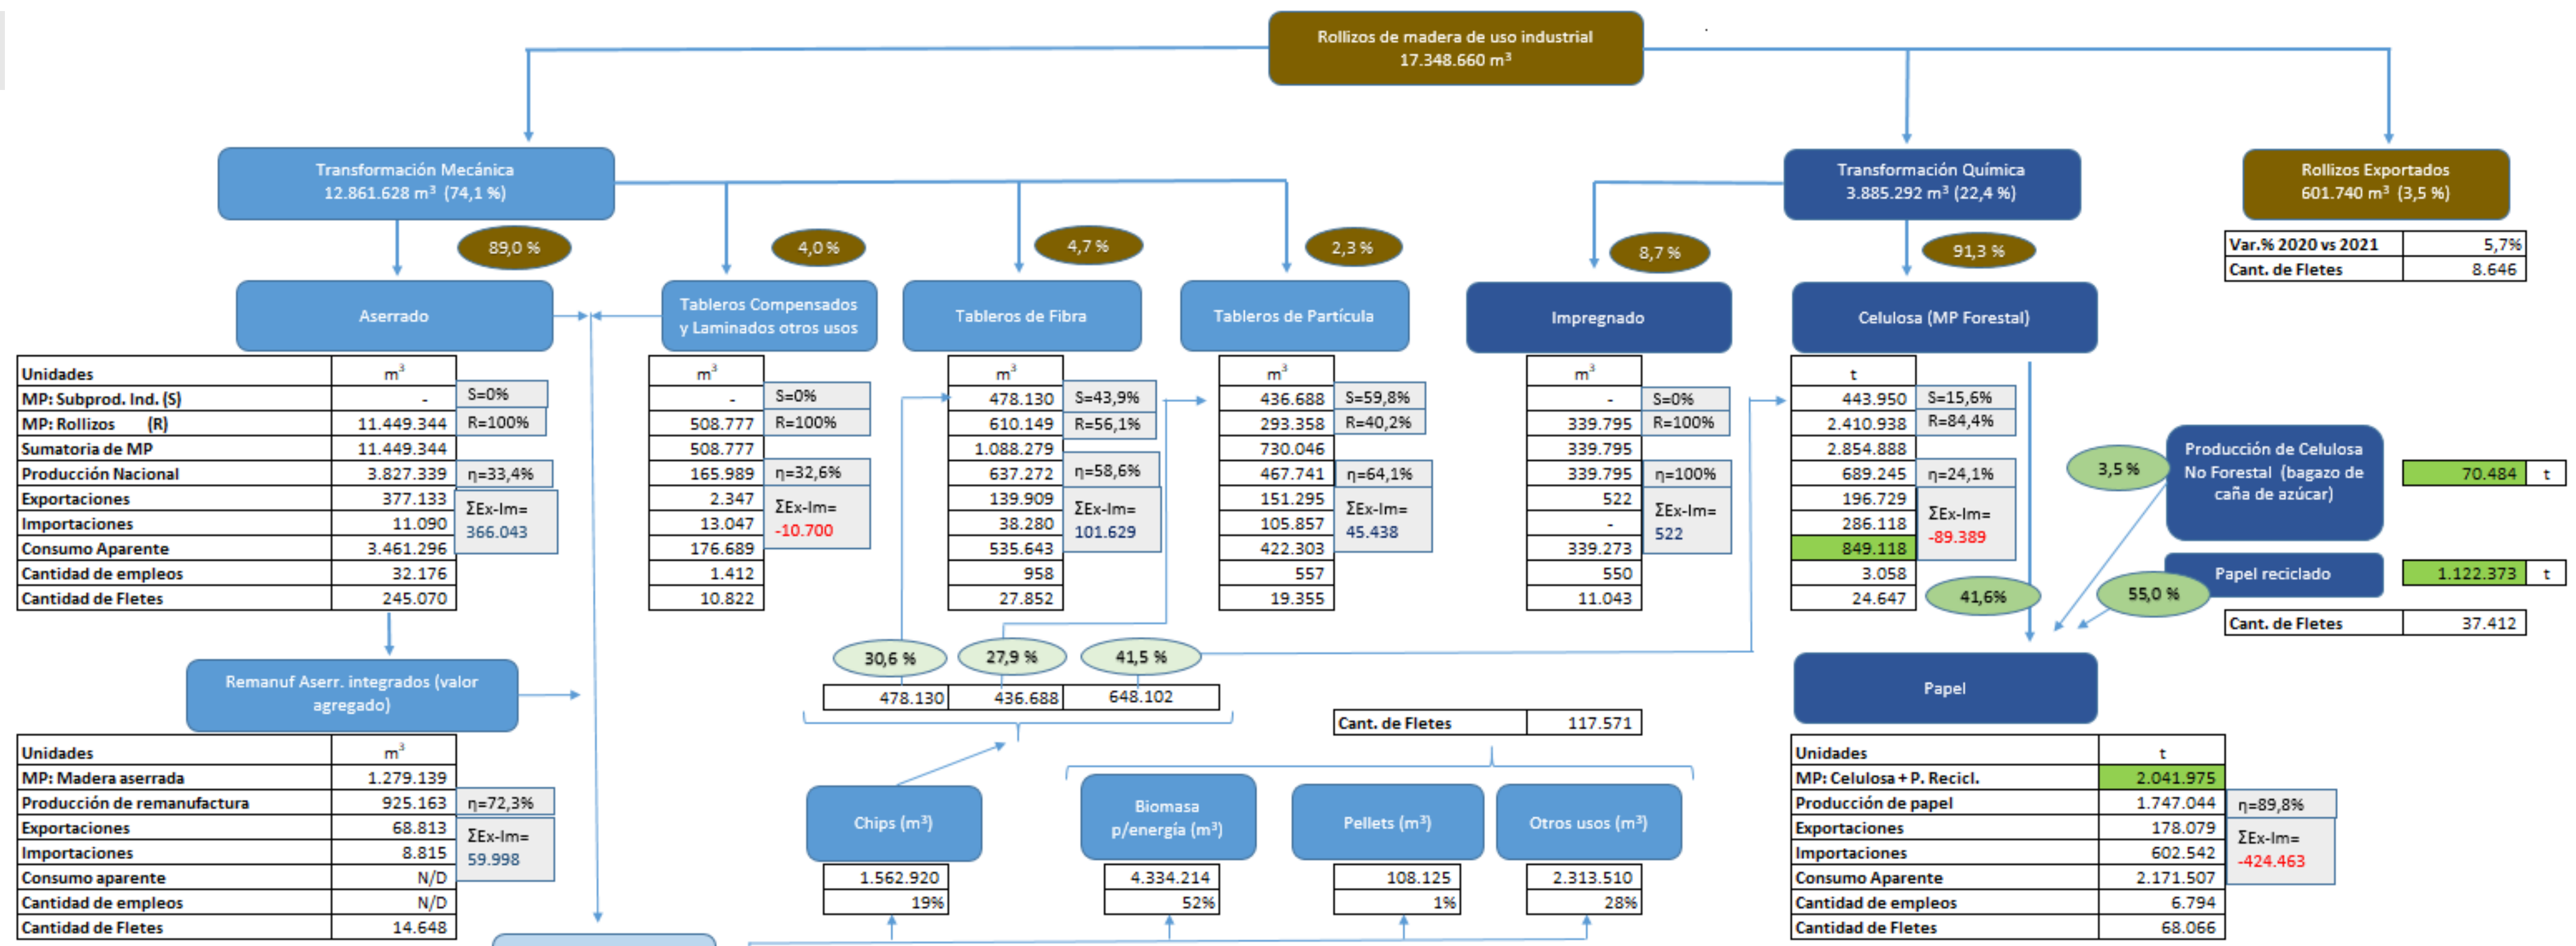 Rollizos de madera de uso industrial
17.348.660 m³
Transformación Mecánica
12.861.628 m³ (74,1 %)
Transformación Química
3.885.292 m³ (22,4 %)
Rollizos Exportados
601.740 m³ (3,5 %)
Var.% 2020 vs 2021 5,7%
Cant. de Fletes 8.646
89,0 %
4,0 %
4,7 %
2,3 %
8,7 %
91,3 %
Aserrado
Unidades m³
MP: Subprod. Ind. (S) - S=0%
MP: Rollizos (R) 11.449.344 R=100%
Sumatoria de MP 11.449.344
Producción Nacional 3.827.339 η=33,4%
Exportaciones 377.133
Importaciones 11.090
Consumo Aparente 3.461.296
Cantidad de empleos 32.176
Cantidad de Fletes 245.070
ΣEx-Im=
366.043
Tableros Compensados
y Laminados otros usos
m³
- S=0%
508.777 R=100%
508.777
165.989 η=32,6%
2.347
13.047
176.689
1.412
10.822
ΣEx-Im=
-10.700
Tableros de Fibra
m³
478.130 S=43,9%
610.149 R=56,1%
1.088.279
637.272 η=58,6%
139.909
38.280
535.643
958
27.852
ΣEx-Im=
101.629
Tableros de Partícula
m³
436.688 S=59,8%
293.358 R=40,2%
730.046
467.741 η=64,1%
151.295
105.857
422.303
557
19.355
ΣEx-Im=
45.438
Impregnado
m³
- S=0%
339.795 R=100%
339.795
339.795 η=100%
522
-
339.273
550
11.043
ΣEx-Im=
522
Celulosa (MP Forestal)
t
443.950 S=15,6%
2.410.938 R=84,4%
2.854.888
689.245 η=24,1%
196.729
286.118
849.118
3.058
24.647
ΣEx-Im=
-89.389
3,5 %
Producción de Celulosa
No Forestal (bagazo de
caña de azúcar)
70.484 t
41,6%
55,0 %
Papel reciclado
1.122.373 t
Cant. de Fletes 37.412
30,6 %
27,9 %
41,5 %
478.130 436.688 648.102
Remanuf Aserr. integrados (valor
agregado)
Unidades m³
MP: Madera aserrada 1.279.139
Producción de remanufactura 925.163 η=72,3%
Exportaciones 68.813
Importaciones 8.815
Consumo aparente N/D
Cantidad de empleos N/D
Cantidad de Fletes 14.648
ΣEx-Im=
59.998
Cant. de Fletes 117.571
Chips (m³)
1.562.920
19%
Biomasa
p/energía (m³)
4.334.214
52%
Pellets (m³)
108.125
1%
Otros usos (m³)
2.313.510
28%
Papel
Unidades t
MP: Celulosa + P. Recicl. 2.041.975
Producción de papel 1.747.044 η=89,8%
Exportaciones 178.079
Importaciones 602.542
Consumo Aparente 2.171.507
Cantidad de empleos 6.794
Cantidad de Fletes 68.066
ΣEx-Im=
-424.463